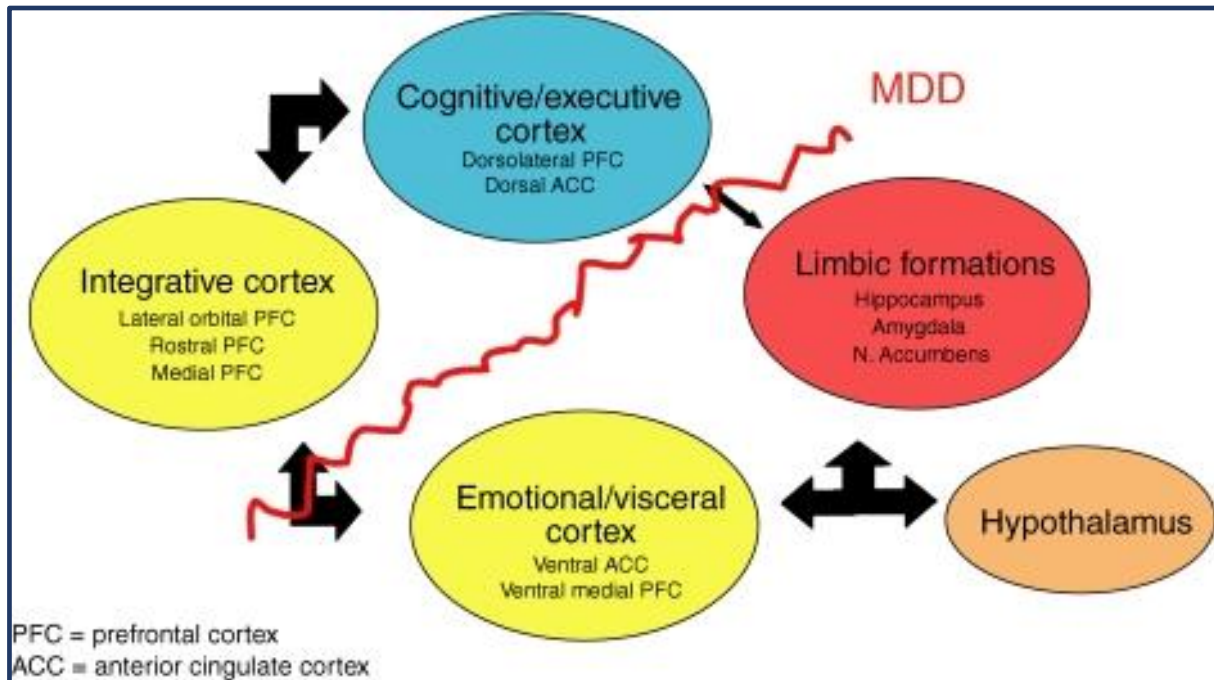 Cognitive/executive
cortex
Dorsolateral PFC
Dorsal ACC
MDD
Integrative cortex
Lateral orbital PFC
Rostral PFC
Medial PFC
Limbic formations
Hippocampus
Amygdala
N. Accumbens
Emotional/visceral
cortex
Ventral ACC
Ventral medial PFC
Hypothalamus
PFC = prefrontal cortex
ACC = anterior cingulate cortex